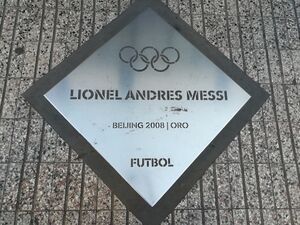 LIONEL ANDRES MESSI
BEIJING 2008 | ORO
FUTBOL